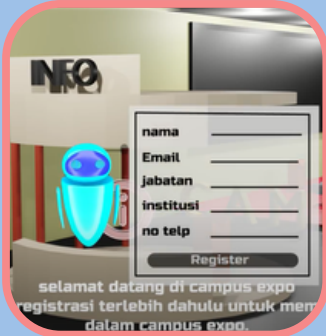 INFO
nama
Email
jabatan
institusi
no telp
Register
selamat datang di campus expo
registrasi terlebih dahulu untuk mem
dalam campus expo.